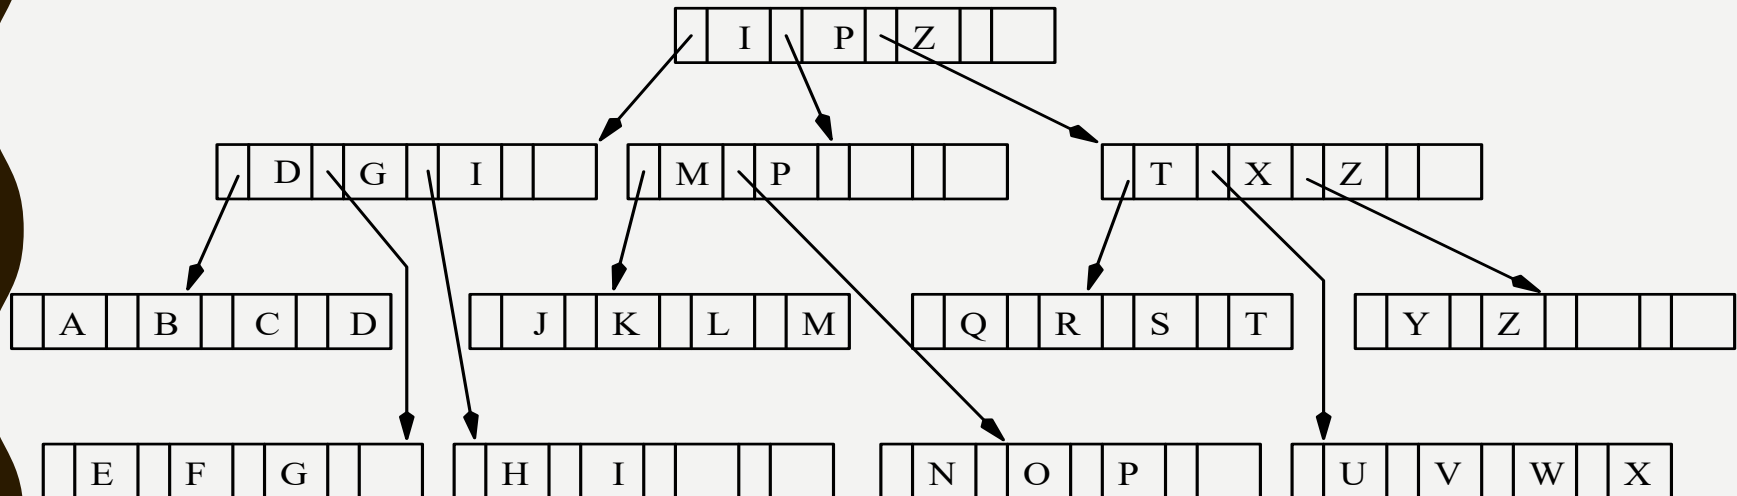 I P Z
D G I M P T X Z
A B C D J K L M Q R S T Y Z
E F G H I N O P U V W X